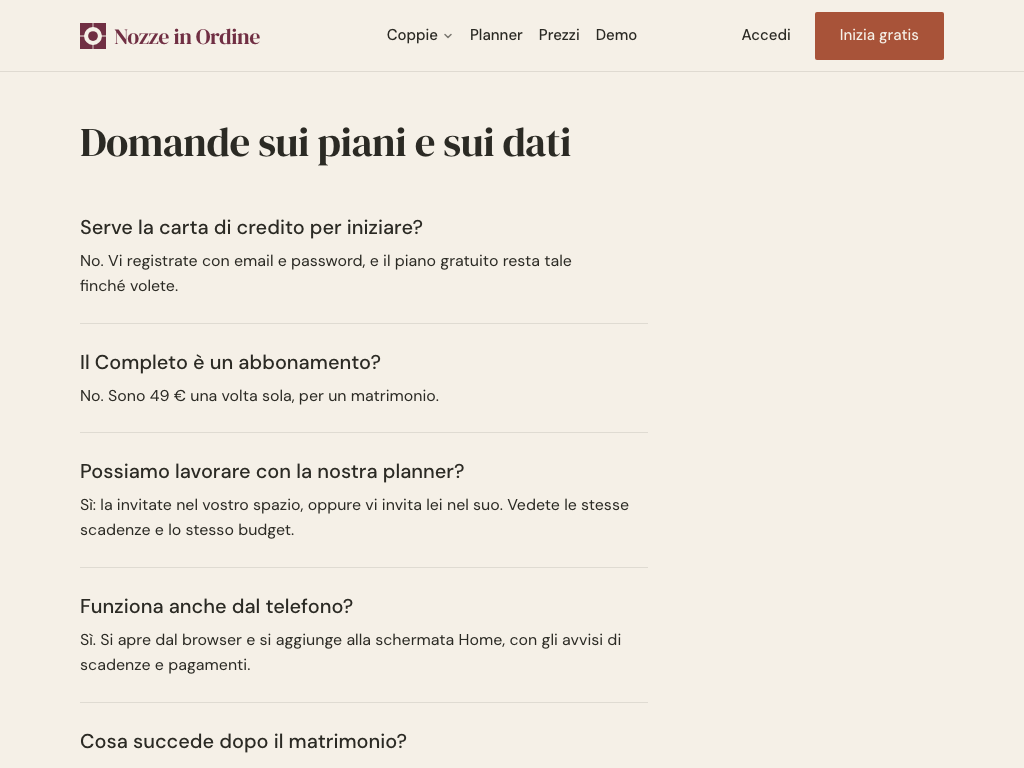 Nozze in Ordine
Coppie
Planner
Prezzi
Demo
Accedi
Inizia gratis
Domande sui piani e sui dati
Serve la carta di credito per iniziare?
No. Vi registrate con email e password, e il piano gratuito resta tale
finché volete.
Il Completo è un abbonamento?
No. Sono 49 € una volta sola, per un matrimonio.
Possiamo lavorare con la nostra planner?
Sì: la invitate nel vostro spazio, oppure vi invita lei nel suo. Vedete le stesse
scadenze e lo stesso budget.
Funziona anche dal telefono?
Sì. Si apre dal browser e si aggiunge alla schermata Home, con gli avvisi di
scadenze e pagamenti.
Cosa succede dopo il matrimonio?